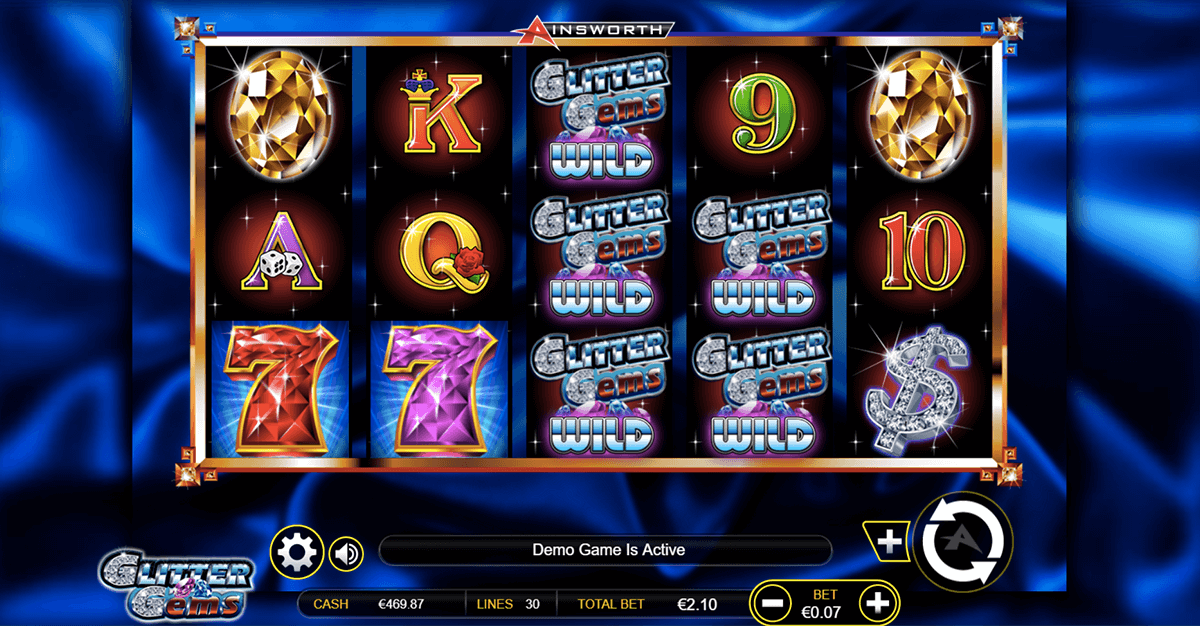 AINSWORTH
K
GLITTER
Gems
WILD
9
A
Q
GLITTER
Gems
WILD
GLITTER
Gems
WILD
10
7
7
GLITTER
Gems
WILD
GLITTER
Gems
WILD
$
Demo Game Is Active
GLITTER
Gems
CASH €469.87 LINES 30 TOTAL BET €2.10
BET
€0.07